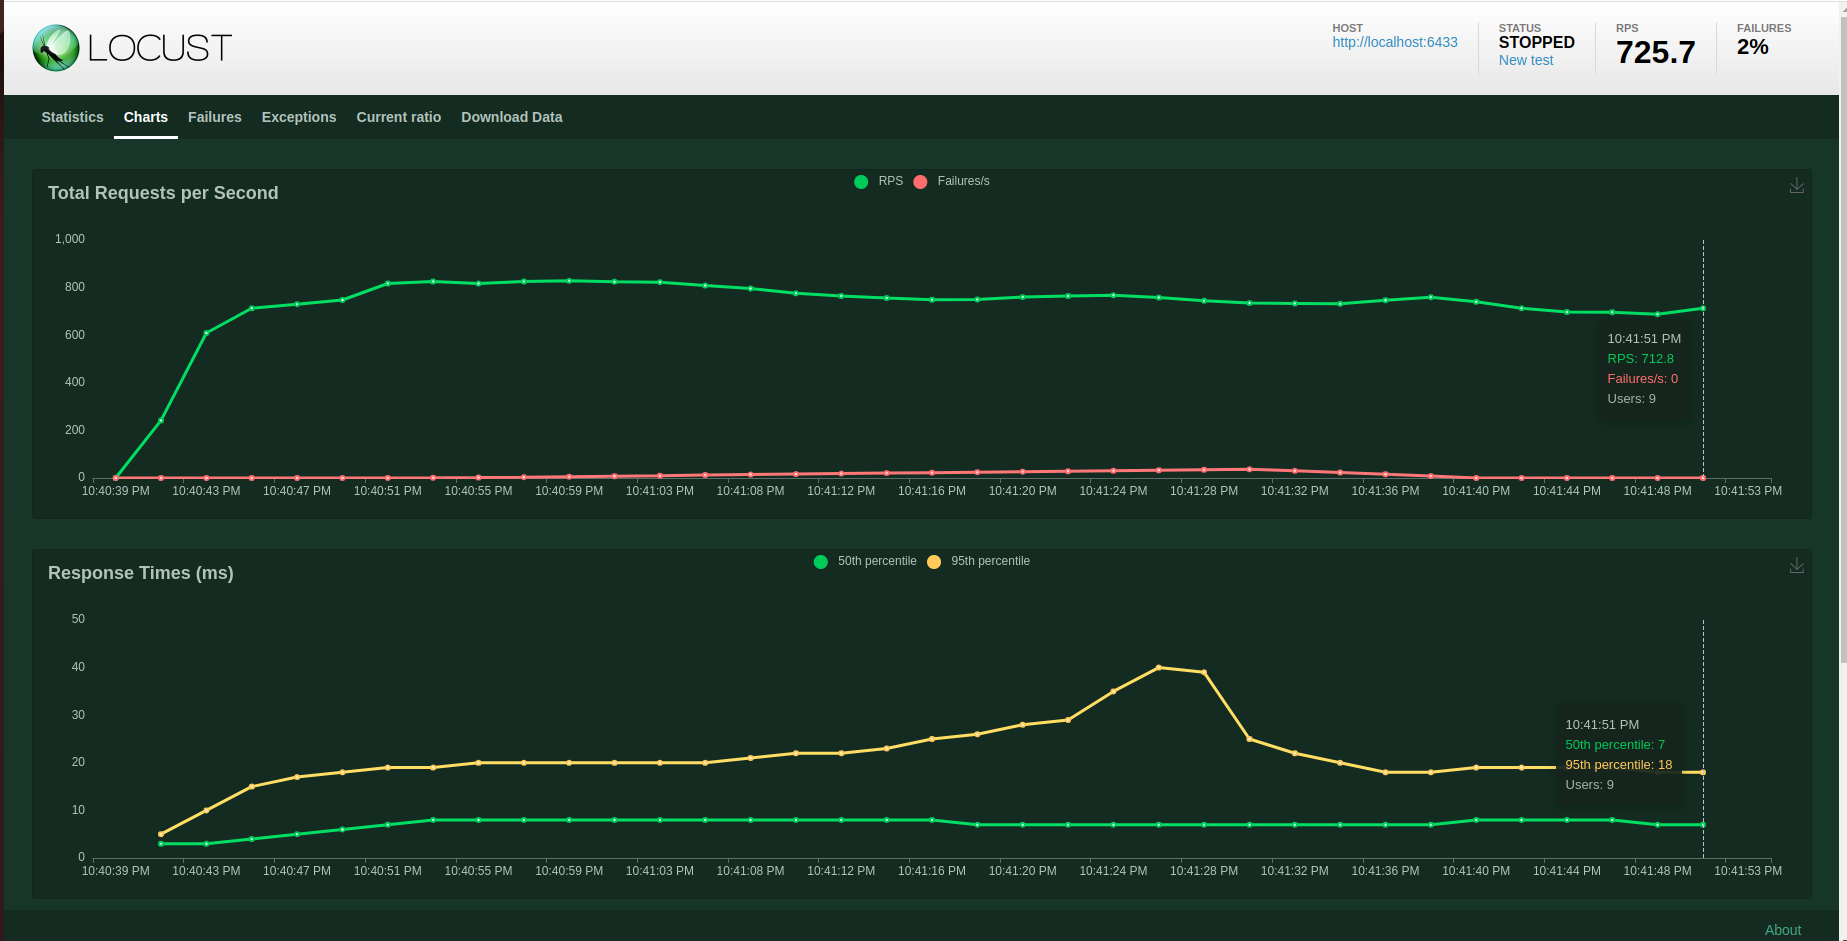 LOCUST
HOST
http://localhost:6433
STATUS
STOPPED
New test
RPS
725.7
FAILURES
2%
Statistics Charts Failures Exceptions Current ratio Download Data
Total Requests per Second
RPS Failures/s
1,000
800
600
400
200
0
10:41:51 PM
RPS: 712.8
Failures/s: 0
Users: 9
10:40:39 PM 10:40:43 PM 10:40:47 PM 10:40:51 PM 10:40:55 PM 10:40:59 PM 10:41:03 PM 10:41:08 PM 10:41:12 PM 10:41:16 PM 10:41:20 PM 10:41:24 PM 10:41:28 PM 10:41:32 PM 10:41:36 PM 10:41:40 PM 10:41:44 PM 10:41:48 PM 10:41:53 PM
Response Times (ms)
50th percentile 95th percentile
50
40
30
20
10
0
10:41:51 PM
50th percentile: 7
95th percentile: 18
Users: 9
10:40:39 PM 10:40:43 PM 10:40:47 PM 10:40:51 PM 10:40:55 PM 10:40:59 PM 10:41:03 PM 10:41:08 PM 10:41:12 PM 10:41:16 PM 10:41:20 PM 10:41:24 PM 10:41:28 PM 10:41:32 PM 10:41:36 PM 10:41:40 PM 10:41:44 PM 10:41:48 PM 10:41:53 PM
About